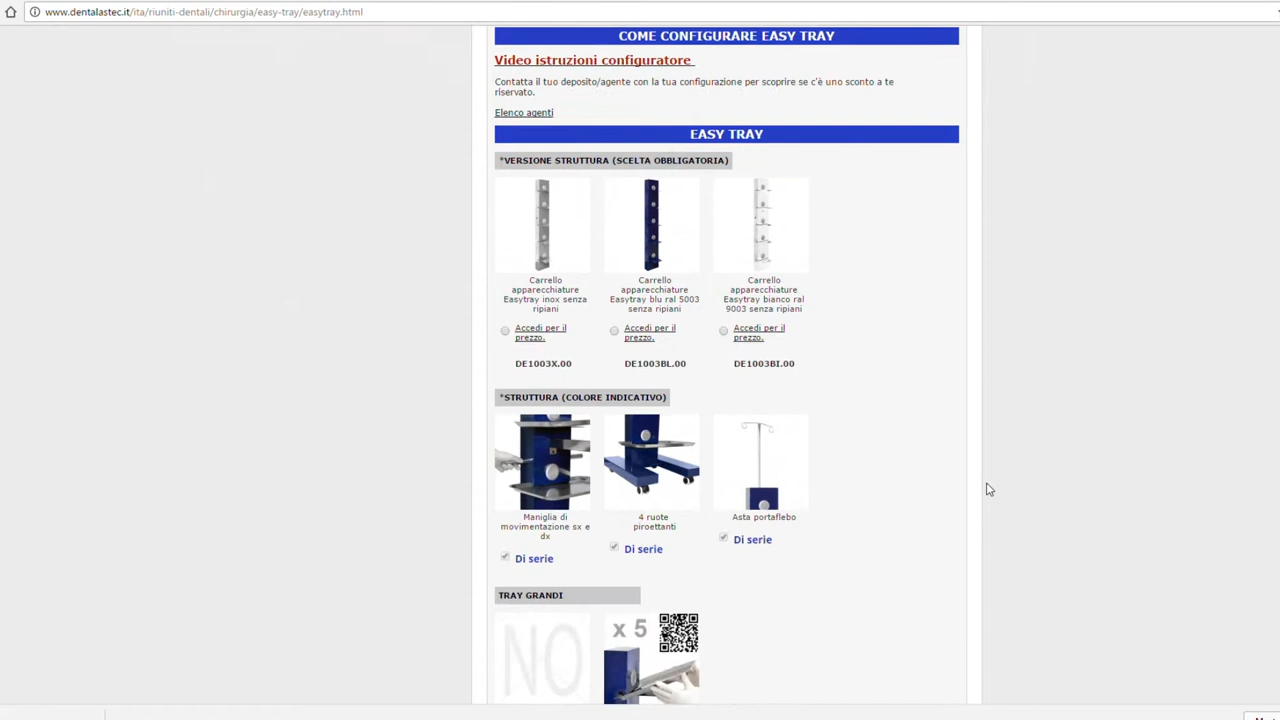 www.dentalastec.it/ita/riuniti-dentali/chirurgia/easy-tray/easytray.html
COME CONFIGURARE EASY TRAY
Video istruzioni configuratore
Contatta il tuo deposito/agente con la tua configurazione per scoprire se c'è uno sconto a te
riservato.
Elenco agenti
EASY TRAY
*VERSIONE STRUTTURA (SCELTA OBBLIGATORIA)
Carrello
apparecchiature
Easytray inox senza
ripiani
Accedi per il
prezzo.
DE1003X.00
Carrello
apparecchiature
Easytray blu ral 5003
senza ripiani
Accedi per il
prezzo.
DE1003BL.00
Carrello
apparecchiature
Easytray bianco ral
9003 senza ripiani
Accedi per il
prezzo.
DE1003BI.00
*STRUTTURA (COLORE INDICATIVO)
Maniglia di
movimentazione sx e
dx
Di serie
4 ruote
piroettanti
Di serie
Asta portaflebo
Di serie
TRAY GRANDI
NO
x 5